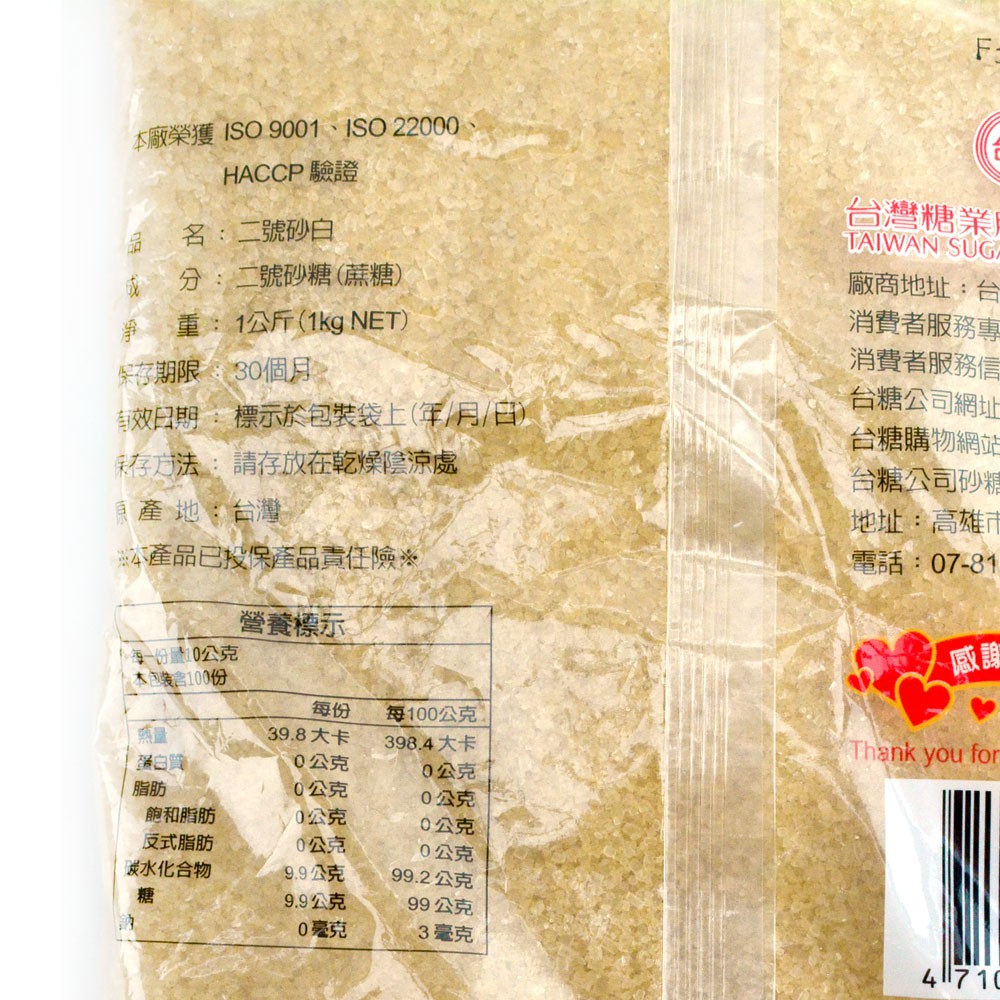 本廠榮獲 ISO 9001、ISO 22000、
HACCP 驗證
品 名：二號砂白
成 分：二號砂糖(蔗糖)
淨 重：1公斤(1kg NET)
保存期限：30個月
有效日期：標示於包裝袋上(年/月/日)
保存方法：請存放在乾燥陰涼處
原產地：台灣
※本產品已投保產品責任險※
營養標示
每一份量10公克
本包裝含100份
每份 每100公克
熱量 39.8大卡 398.4大卡
蛋白質 0公克 0公克
脂肪 0公克 0公克
飽和脂肪 0公克 0公克
反式脂肪 0公克 0公克
碳水化合物 9.9公克 99.2公克
糖 9.9公克 99公克
鈉 0毫克 3毫克
台灣糖業
TAIWAN SUGA
廠商地址：台
消費者服務專
消費者服務信
台糖公司網址
台糖購物網站
台糖公司砂糖
地址：高雄市
電話：07-81
感謝
Thank you for
4 710